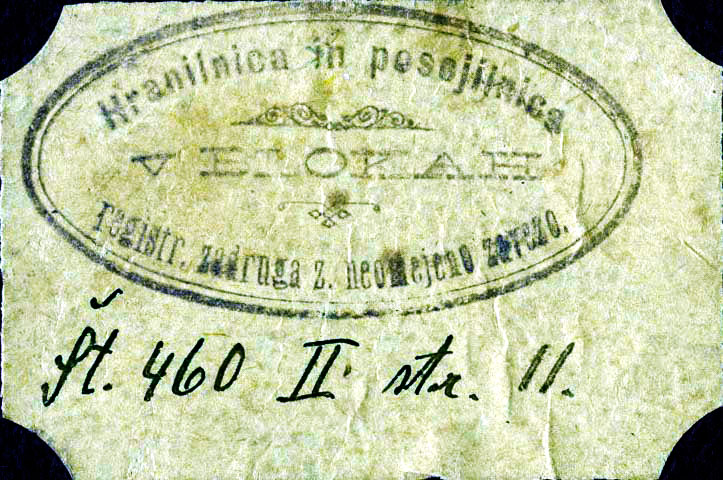 Hranilnica in posojilnica
v BLOKAH
registr. zadruga z. neomejeno zavezo.
Št. 460 II str. 11.